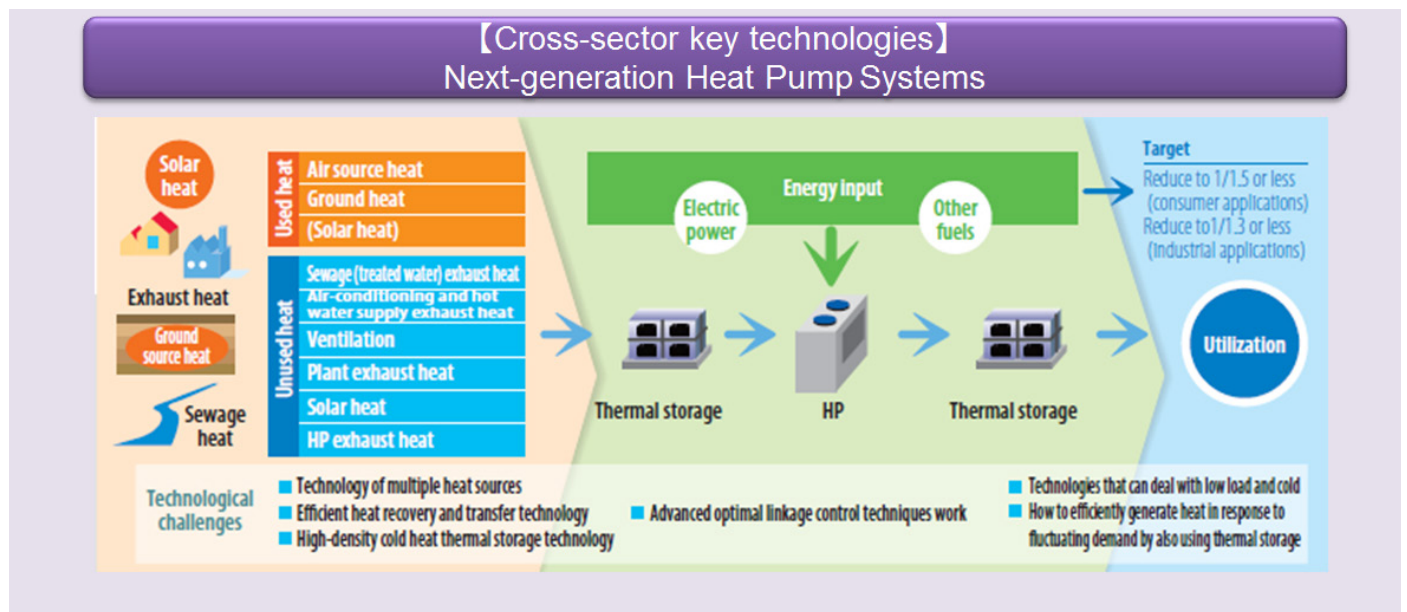 【Cross-sector key technologies】
Next-generation Heat Pump Systems
Solar
heat
Exhaust heat
Ground
source heat
Sewage
heat
Used heat
Air source heat
Ground heat
(Solar heat)
Unused heat
Sewage (treated water) exhaust heat
Air-conditioning and hot
water supply exhaust heat
Ventilation
Plant exhaust heat
Solar heat
HP exhaust heat
Energy input
Electric
power
Other
fuels
Thermal storage
HP
Thermal storage
Target
Reduce to 1/1.5 or less
(consumer applications)
Reduce to1/1.3 or less
(industrial applications)
Utilization
Technological
challenges
Technology of multiple heat sources
Efficient heat recovery and transfer technology
High-density cold heat thermal storage technology
Advanced optimal linkage control techniques work
Technologies that can deal with low load and cold
How to efficiently generate heat in response to
fluctuating demand by also using thermal storage